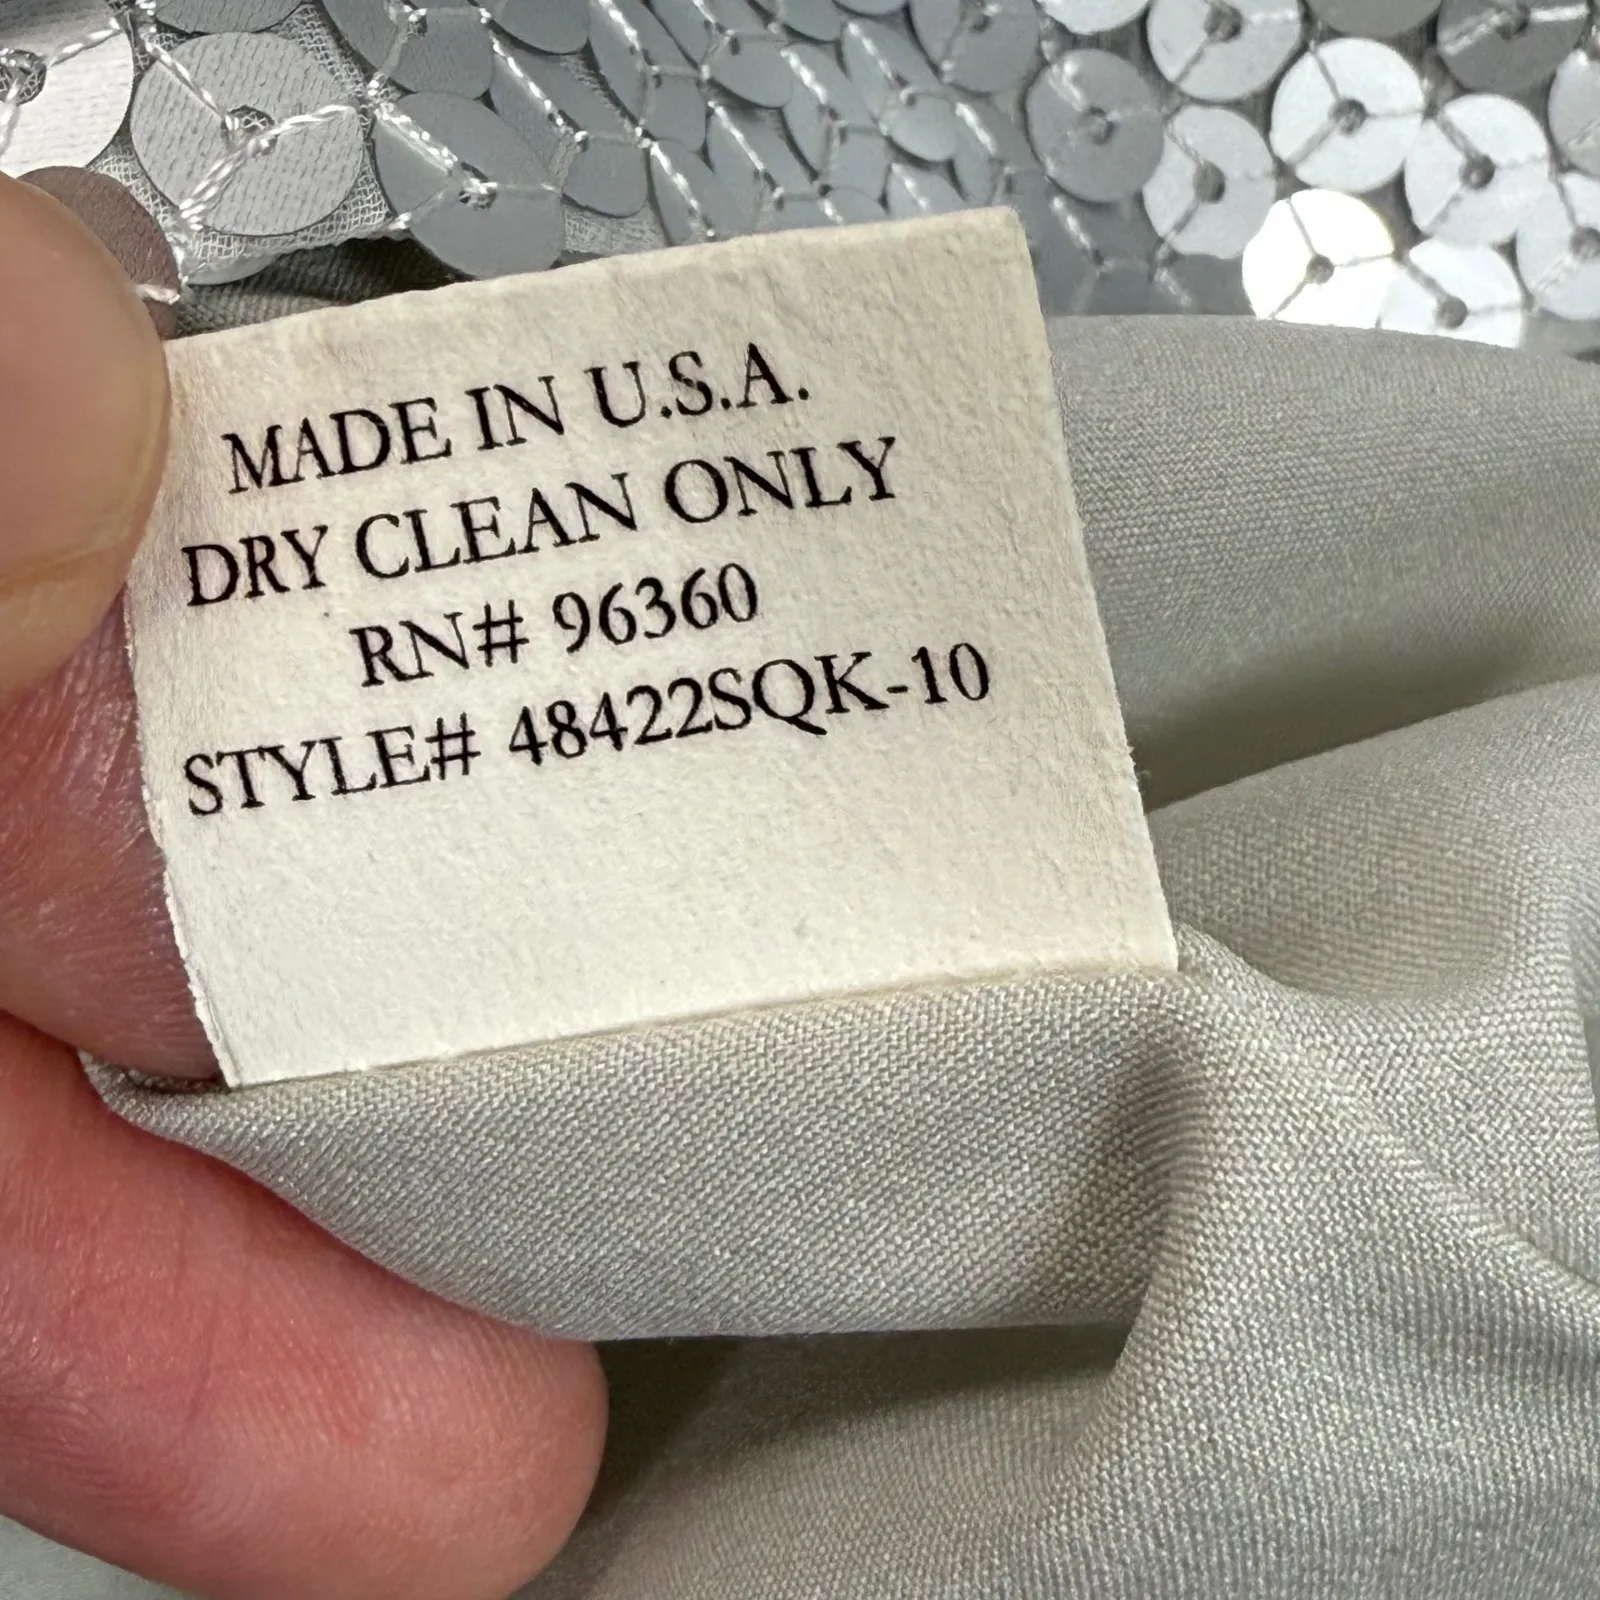 MADE IN U.S.A.
DRY CLEAN ONLY
RN# 96360
STYLE# 48422SQK-10